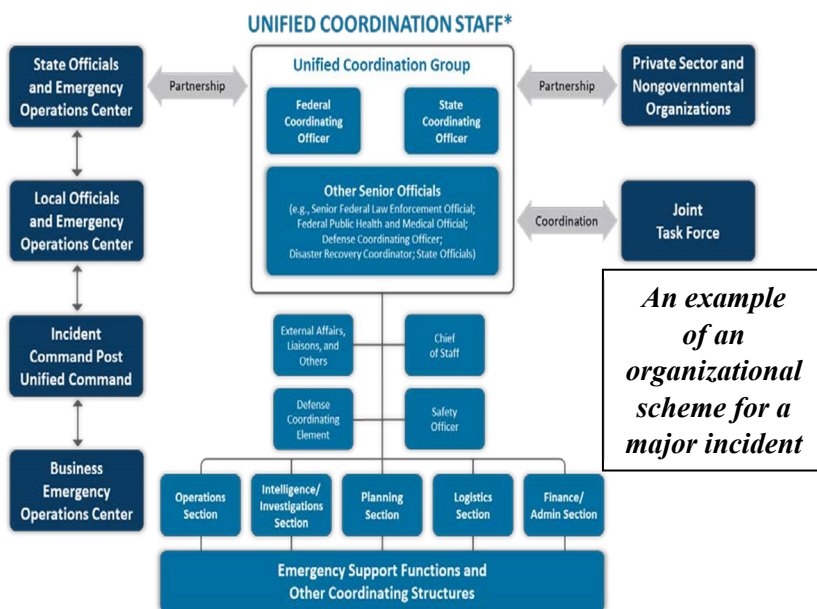 UNIFIED COORDINATION STAFF*
State Officials
and Emergency
Operations Center
Partnership
Unified Coordination Group
Federal
Coordinating
Officer
State
Coordinating
Officer
Partnership
Private Sector and
Nongovernmental
Organizations
Local Officials
and Emergency
Operations Center
Other Senior Officials
(e.g., Senior Federal Law Enforcement Official;
Federal Public Health and Medical Official;
Defense Coordinating Officer;
Disaster Recovery Coordinator; State Officials)
Coordination
Joint
Task Force
An example
of an
organizational
scheme for a
major incident
Incident
Command Post
Unified Command
External Affairs,
Liaisons, and
Others
Chief
of Staff
Defense
Coordinating
Element
Safety
Officer
Business
Emergency
Operations Center
Operations
Section
Intelligence/
Investigations
Section
Planning
Section
Logistics
Section
Finance/
Admin Section
Emergency Support Functions and
Other Coordinating Structures